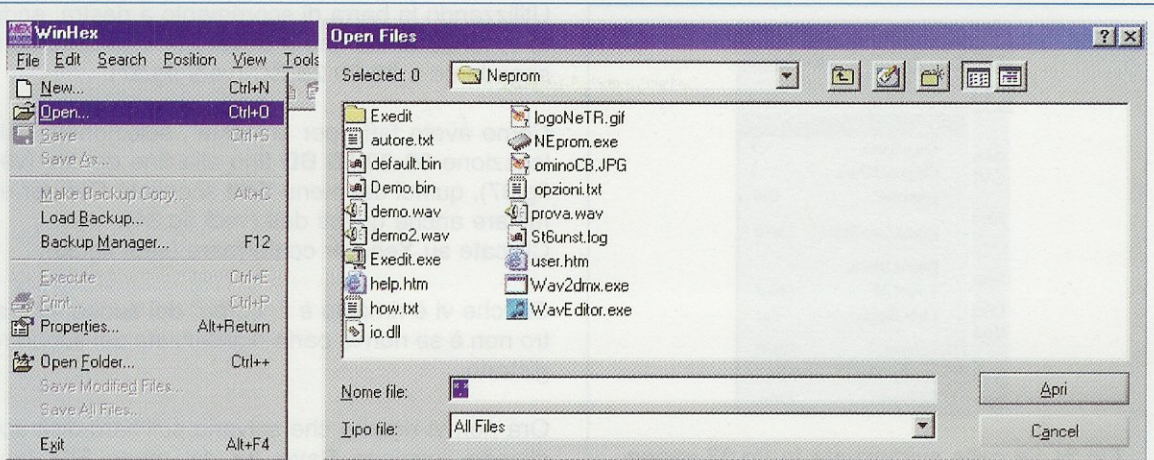 WinHex
File Edit Search Position View Tools
New... Ctrl+N
Open... Ctrl+O
Save Ctrl+S
Save As...
Make Backup Copy... Alt+C
Load Backup...
Backup Manager... F12
Execute Ctrl+E
Print... Ctrl+P
Properties... Alt+Return
Open Folder... Ctrl++
Save Modified Files...
Save All Files...
Exit Alt+F4
Open Files
Selected: 0 Neprom
Exedit
autore.txt
default.bin
Demo.bin
demo.wav
demo2.wav
Exedit.exe
help.htm
how.txt
io.dll
logoNeTR.gif
NEprom.exe
ominoCB.JPG
opzioni.txt
prova.wav
St6unst.log
user.htm
Wav2dmx.exe
WavEditor.exe
Nome file: *.*
Apri
Tipo file: All Files
Cancel